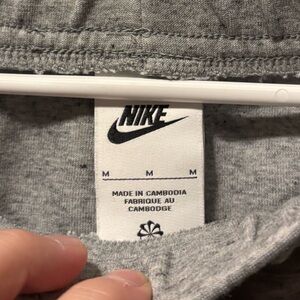 NIKE
M M M
MADE IN CAMBODIA
FABRIQUE AU
CAMBODGE